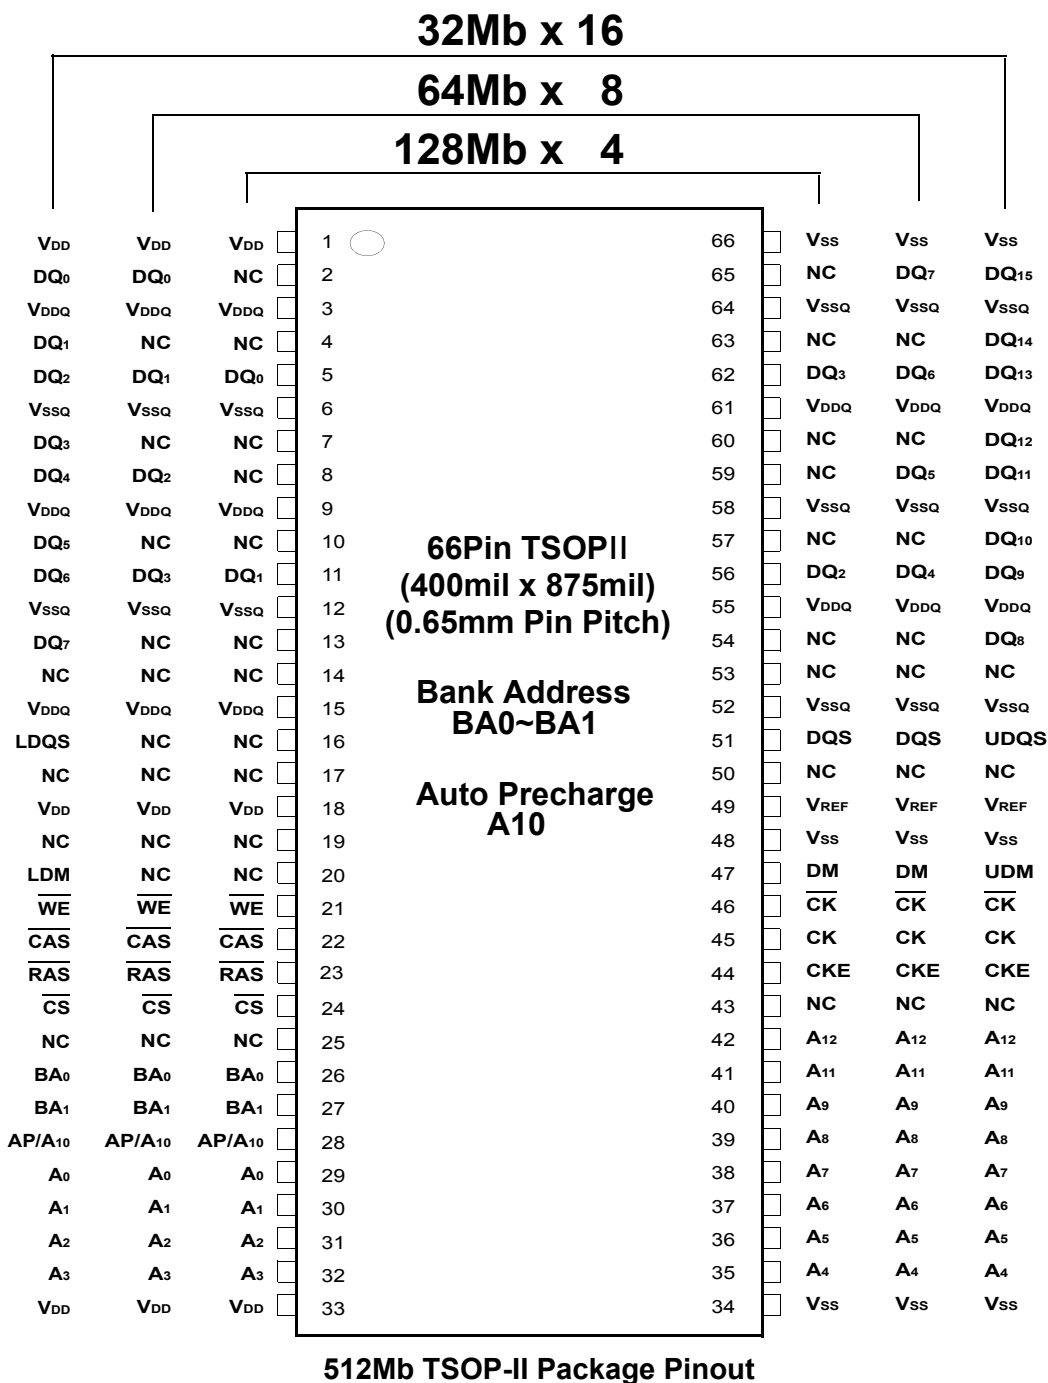 32Mb x 16
64Mb x 8
128Mb x 4
VDD VDD VDD 1 66 VSS VSS VSS
DQ0 DQ0 NC 2 65 NC DQ7 DQ15
VDDQ VDDQ VDDQ 3 64 VSSQ VSSQ VSSQ
DQ1 NC NC 4 63 NC NC DQ14
DQ2 DQ1 DQ0 5 62 DQ3 DQ6 DQ13
VSSQ VSSQ VSSQ 6 61 VDDQ VDDQ VDDQ
DQ3 NC NC 7 60 NC NC DQ12
DQ4 DQ2 NC 8 59 NC DQ5 DQ11
VDDQ VDDQ VDDQ 9 58 VSSQ VSSQ VSSQ
DQ5 NC NC 10 57 NC NC DQ10
DQ6 DQ3 DQ1 11 56 DQ2 DQ4 DQ9
VSSQ VSSQ VSSQ 12 55 VDDQ VDDQ VDDQ
DQ7 NC NC 13 54 NC NC DQ8
NC NC NC 14 53 NC NC NC
VDDQ VDDQ VDDQ 15 52 VSSQ VSSQ VSSQ
LDQS NC NC 16 51 DQS DQS UDQS
NC NC NC 17 50 NC NC NC
VDD VDD VDD 18 49 VREF VREF VREF
NC NC NC 19 48 VSS VSS VSS
LDM NC NC 20 47 DM DM UDM
WE WE WE 21 46 CK CK CK
CAS CAS CAS 22 45 CK CK CK
RAS RAS RAS 23 44 CKE CKE CKE
CS CS CS 24 43 NC NC NC
NC NC NC 25 42 A12 A12 A12
BA0 BA0 BA0 26 41 A11 A11 A11
BA1 BA1 BA1 27 40 A9 A9 A9
AP/A10 AP/A10 AP/A10 28 39 A8 A8 A8
A0 A0 A0 29 38 A7 A7 A7
A1 A1 A1 30 37 A6 A6 A6
A2 A2 A2 31 36 A5 A5 A5
A3 A3 A3 32 35 A4 A4 A4
VDD VDD VDD 33 34 VSS VSS VSS
66Pin TSOPII
(400mil x 875mil)
(0.65mm Pin Pitch)
Bank Address
BA0~BA1
Auto Precharge
A10
512Mb TSOP-II Package Pinout